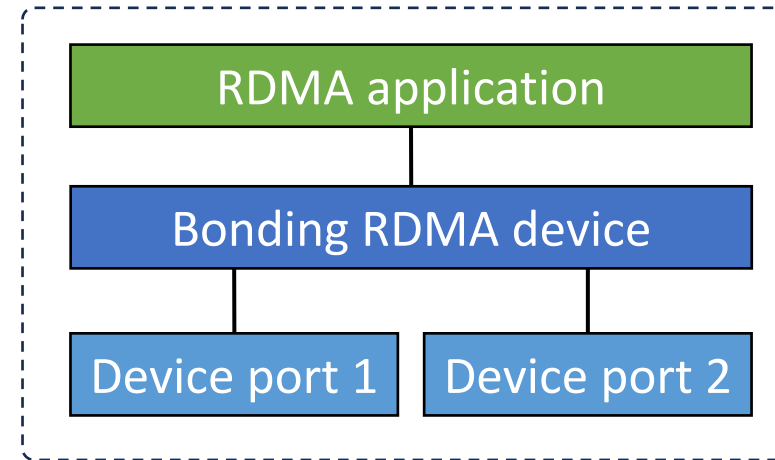 RDMA application
Bonding RDMA device
Device port 1
Device port 2